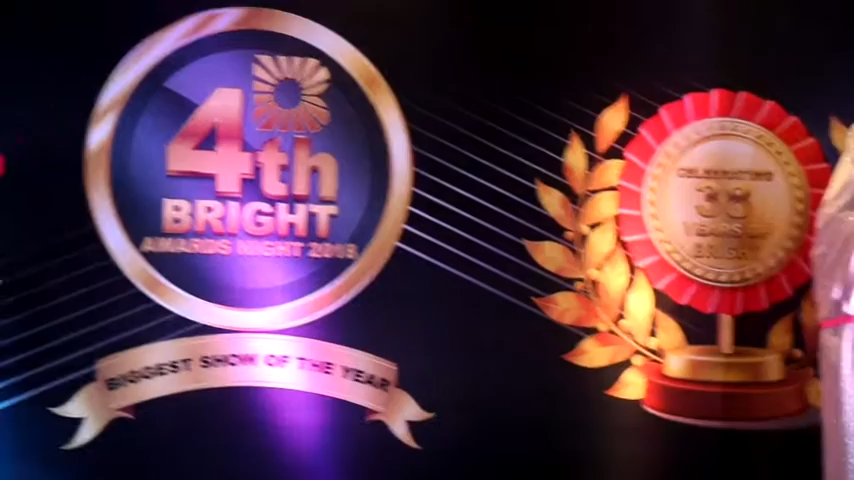 4th
BRIGHT
AWARDS NIGHT 2018
BIGGEST SHOW OF THE YEAR
CELEBRATING
38
YEARS OF
BRIGHT